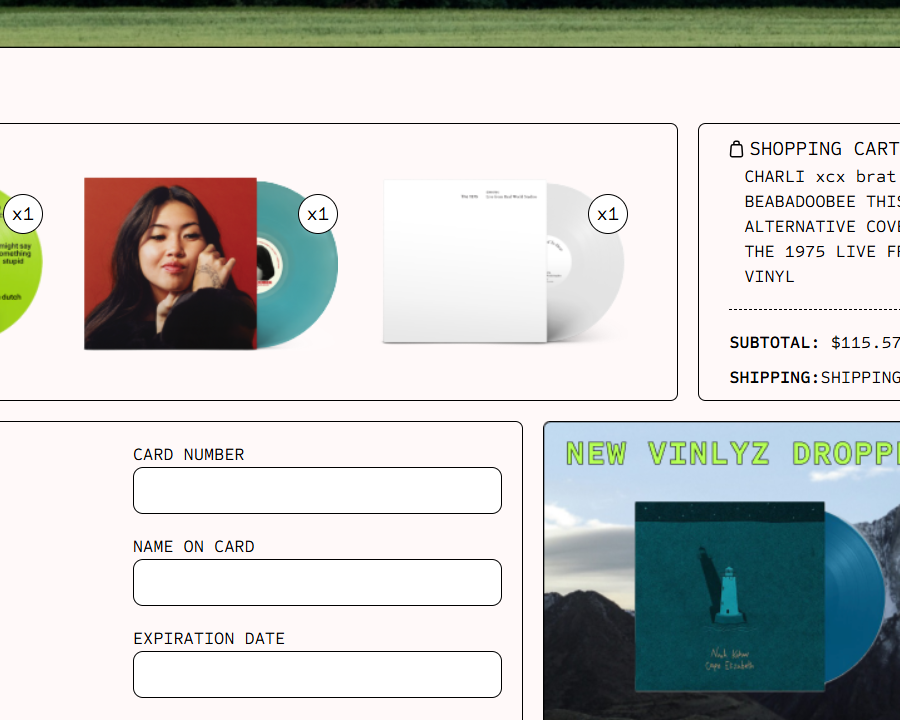 x1
might say
something
stupid
dutch
x1
The 1975
x1
SHOPPING CART
CHARLI xcx brat
BEABADOOBEE THIS
ALTERNATIVE COVE
THE 1975 LIVE FR
VINYL
SUBTOTAL: $115.57
SHIPPING:SHIPPING
CARD NUMBER
NAME ON CARD
EXPIRATION DATE
NEW VINLYZ DROPPE
Noah Kahan
Cape Elizabeth